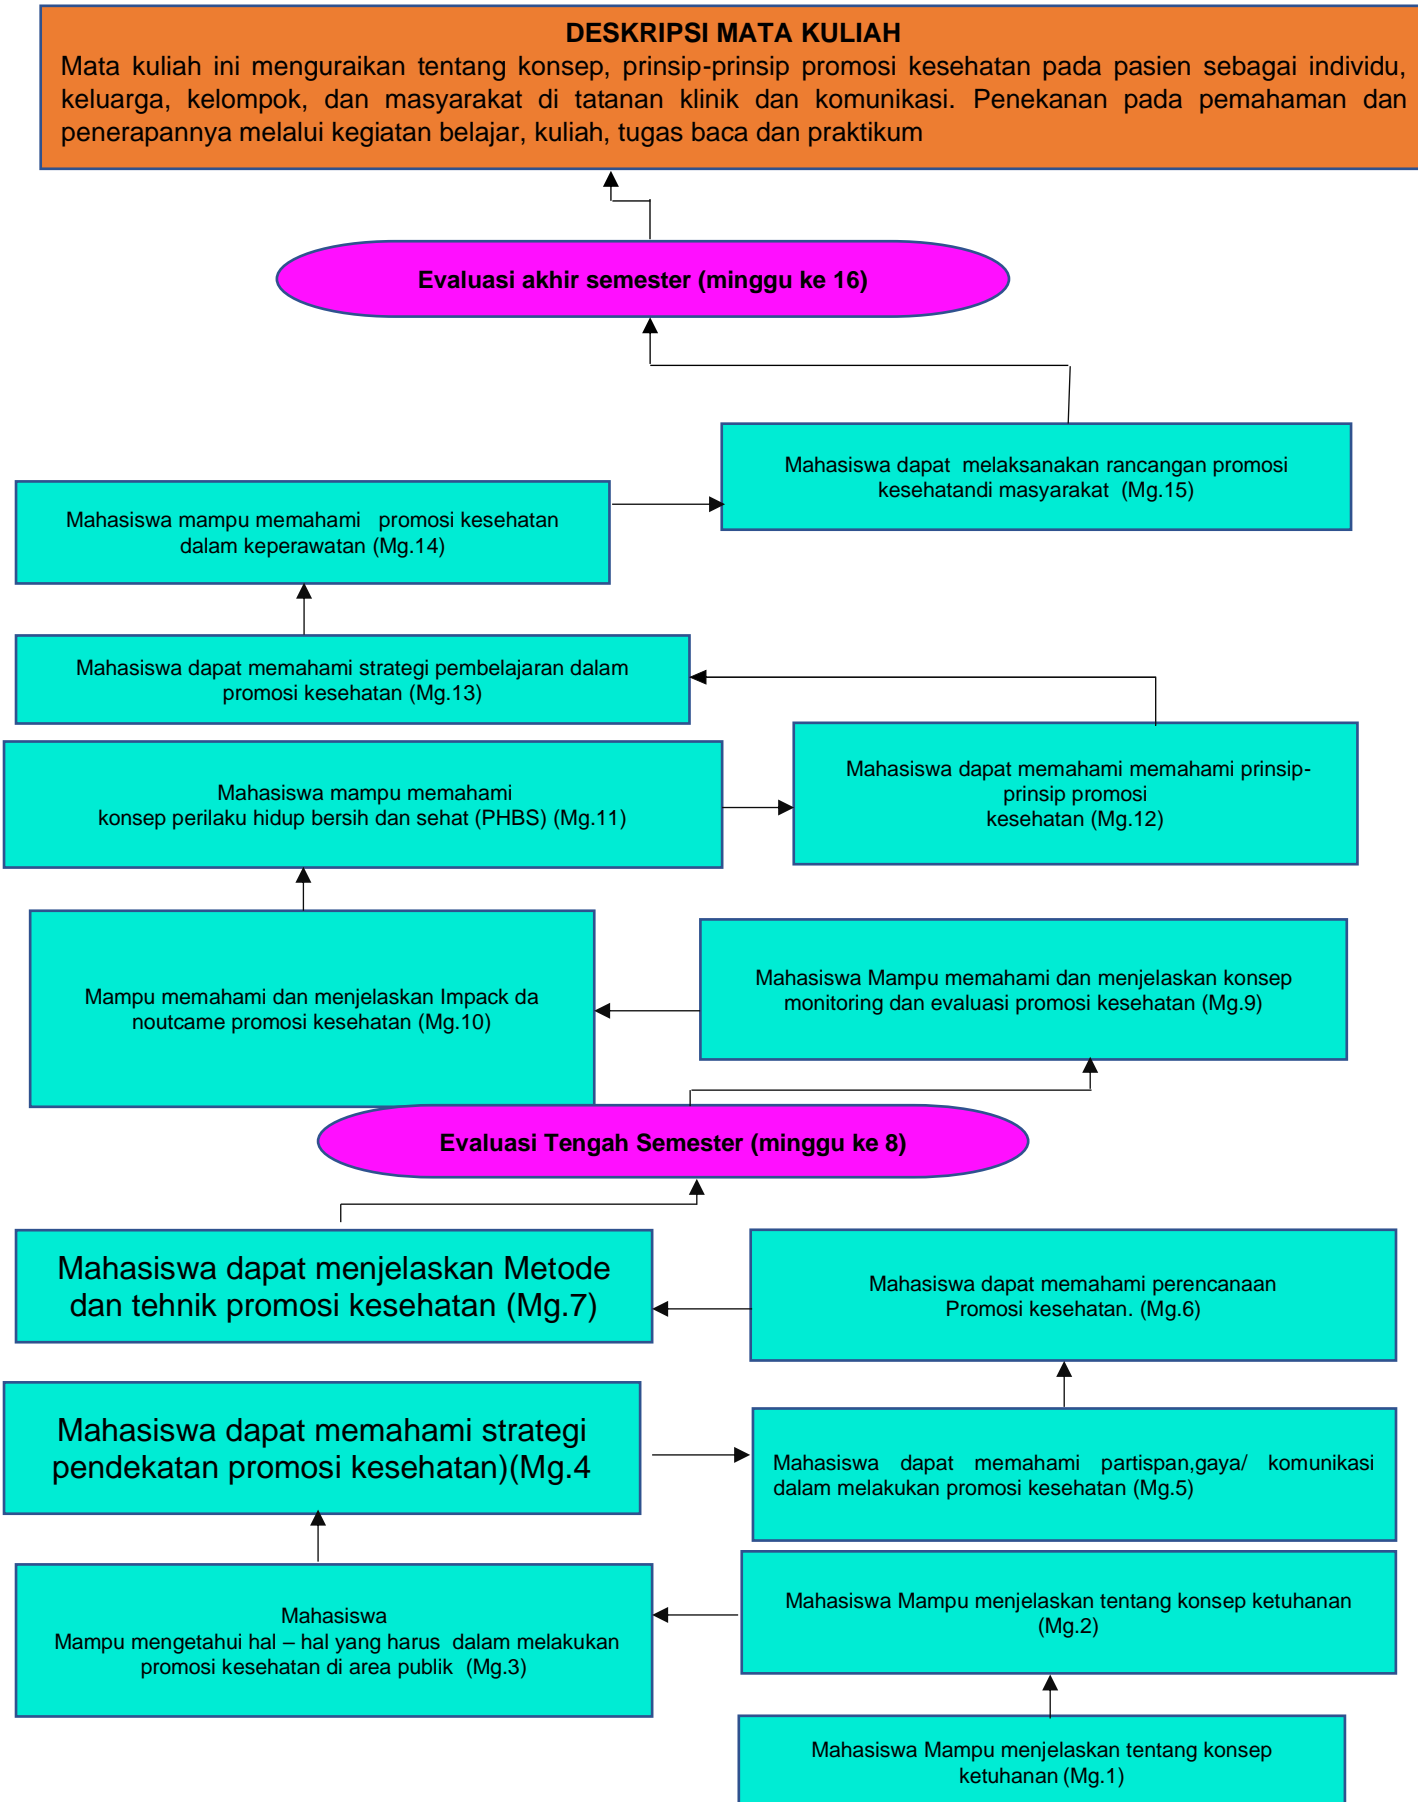 DESKRIPSI MATA KULIAH
Mata kuliah ini menguraikan tentang konsep, prinsip-prinsip promosi kesehatan pada pasien sebagai individu,
keluarga, kelompok, dan masyarakat di tatanan klinik dan komunikasi. Penekanan pada pemahaman dan
penerapannya melalui kegiatan belajar, kuliah, tugas baca dan praktikum
Evaluasi akhir semester (minggu ke 16)
Mahasiswa dapat melaksanakan rancangan promosi
kesehatandi masyarakat (Mg.15)
Mahasiswa mampu memahami promosi kesehatan
dalam keperawatan (Mg.14)
Mahasiswa dapat memahami strategi pembelajaran dalam
promosi kesehatan (Mg.13)
Mahasiswa mampu memahami
konsep perilaku hidup bersih dan sehat (PHBS) (Mg.11)
Mahasiswa dapat memahami memahami prinsip-
prinsip promosi
kesehatan (Mg.12)
Mampu memahami dan menjelaskan Impack da
noutcame promosi kesehatan (Mg.10)
Mahasiswa Mampu memahami dan menjelaskan konsep
monitoring dan evaluasi promosi kesehatan (Mg.9)
Evaluasi Tengah Semester (minggu ke 8)
Mahasiswa dapat menjelaskan Metode
dan tehnik promosi kesehatan (Mg.7)
Mahasiswa dapat memahami perencanaan
Promosi kesehatan. (Mg.6)
Mahasiswa dapat memahami strategi
pendekatan promosi kesehatan)(Mg.4
Mahasiswa dapat memahami partispan,gaya/ komunikasi
dalam melakukan promosi kesehatan (Mg.5)
Mahasiswa
Mampu mengetahui hal – hal yang harus dalam melakukan
promosi kesehatan di area publik (Mg.3)
Mahasiswa Mampu menjelaskan tentang konsep ketuhanan
(Mg.2)
Mahasiswa Mampu menjelaskan tentang konsep
ketuhanan (Mg.1)